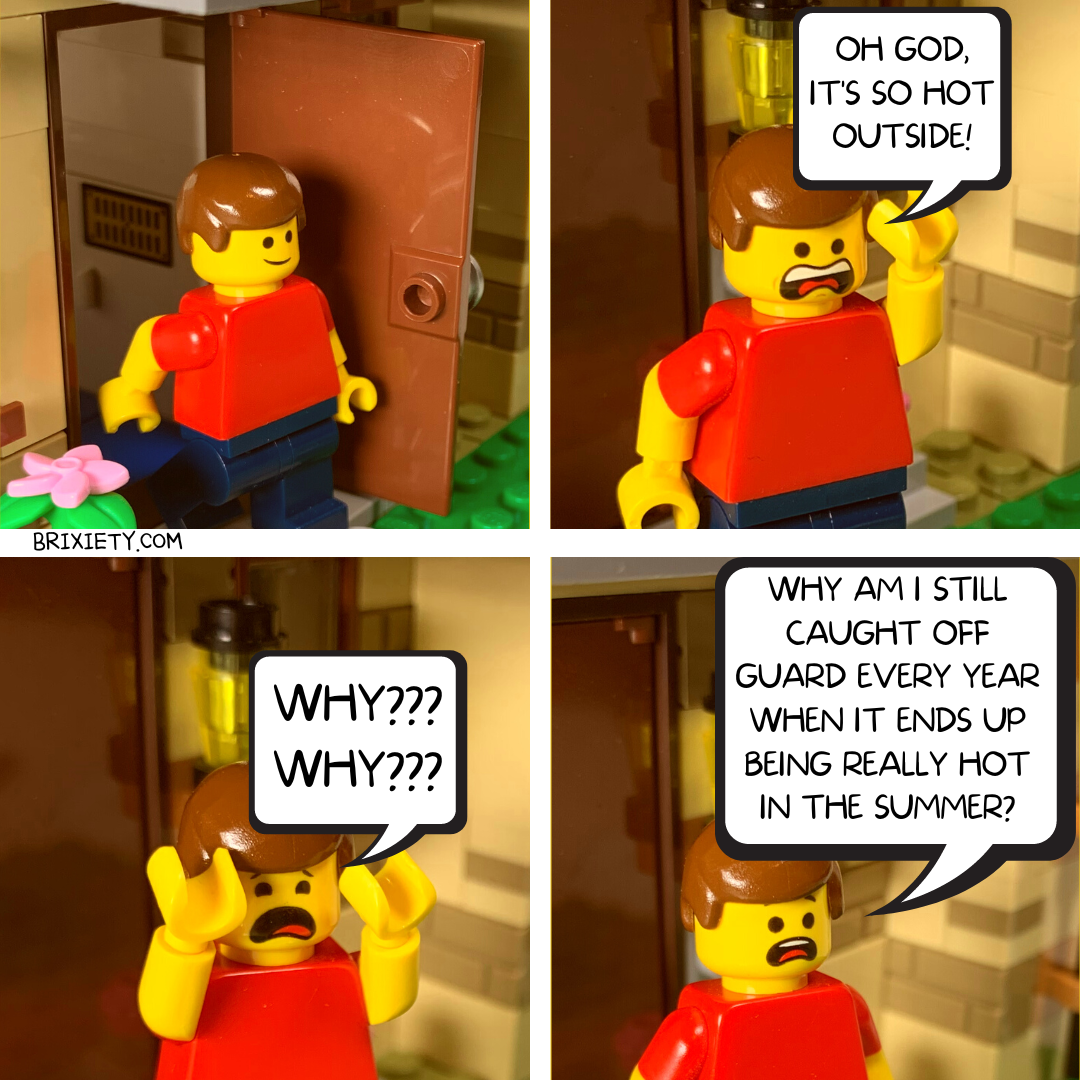 OH GOD,
IT'S SO HOT
OUTSIDE!
BRIXIETY.COM
WHY???
WHY???
WHY AM I STILL
CAUGHT OFF
GUARD EVERY YEAR
WHEN IT ENDS UP
BEING REALLY HOT
IN THE SUMMER?